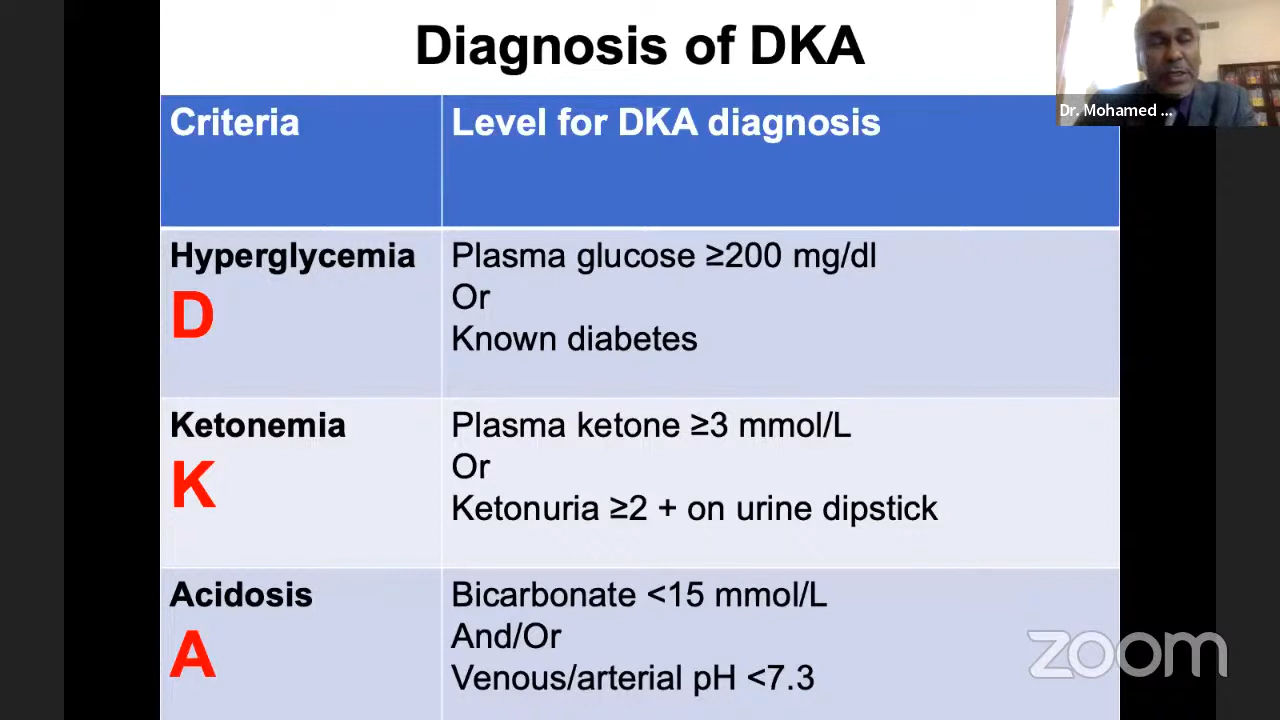 Diagnosis of DKA
Dr. Mohamed ...
Criteria
Level for DKA diagnosis
Hyperglycemia
D
Plasma glucose ≥200 mg/dl
Or
Known diabetes
Ketonemia
K
Plasma ketone ≥3 mmol/L
Or
Ketonuria ≥2 + on urine dipstick
Acidosis
A
Bicarbonate <15 mmol/L
And/Or
Venous/arterial pH <7.3
zoom